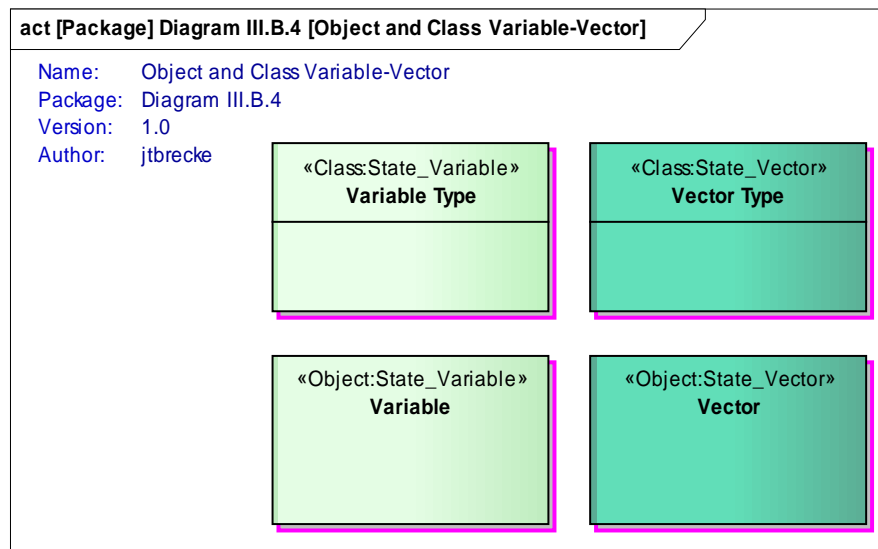 act [Package] Diagram III.B.4 [Object and Class Variable-Vector]
Name: Object and Class Variable-Vector
Package: Diagram III.B.4
Version: 1.0
Author: jtbrecke
«Class:State_Variable»
Variable Type
«Class:State_Vector»
Vector Type
«Object:State_Variable»
Variable
«Object:State_Vector»
Vector